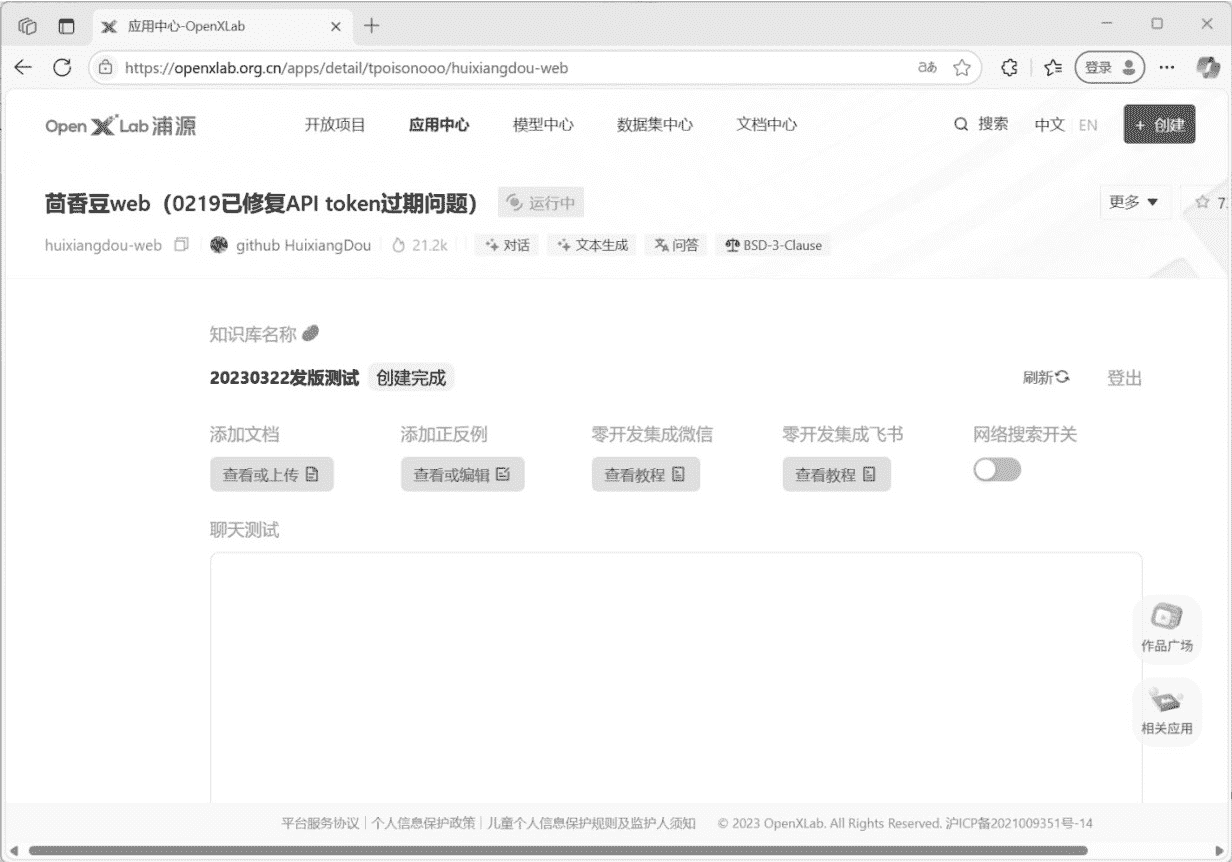 应用中心-OpenXLab
https://openxlab.org.cn/apps/detail/tpoisonooo/huixiangdou-web
aあ
登录
OpenXLab浦源
开放项目
应用中心
模型中心
数据集中心
文档中心
搜索
中文 EN
+ 创建
茴香豆web（0219已修复API token过期问题）
运行中
更多
7.
huixiangdou-web
github HuixiangDou
21.2k
对话
文本生成
问答
BSD-3-Clause
知识库名称
20230322发版测试
创建完成
刷新
登出
添加文档
添加正反例
零开发集成微信
零开发集成飞书
网络搜索开关
查看或上传
查看或编辑
查看教程
查看教程
聊天测试
作品广场
相关应用
平台服务协议 | 个人信息保护政策 | 儿童个人信息保护规则及监护人须知 © 2023 OpenXLab. All Rights Reserved. 沪ICP备2021009351号-14